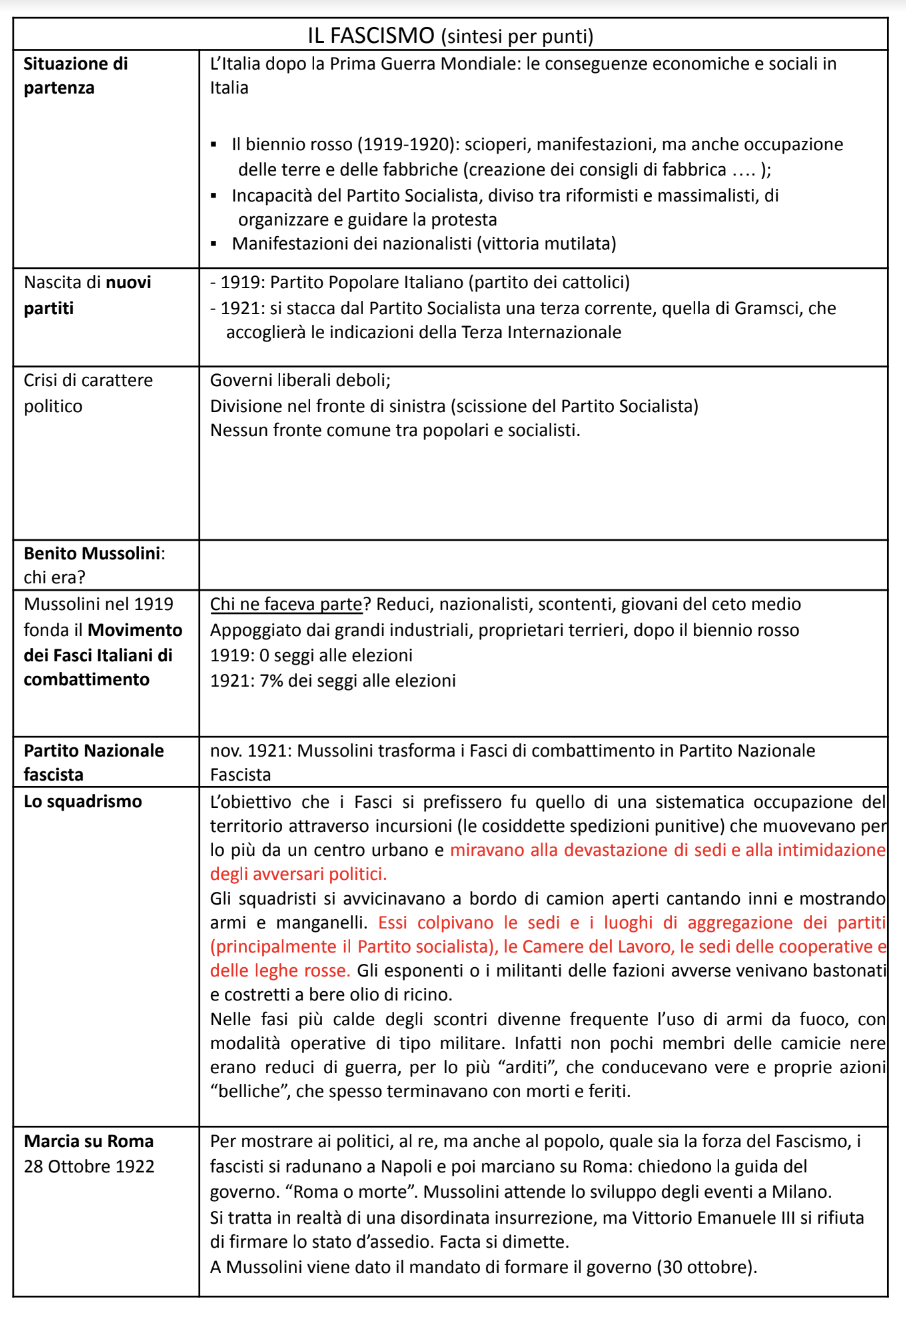 IL FASCISMO (sintesi per punti)
Situazione di
partenza
L’Italia dopo la Prima Guerra Mondiale: le conseguenze economiche e sociali in
Italia
▪ Il biennio rosso (1919-1920): scioperi, manifestazioni, ma anche occupazione
delle terre e delle fabbriche (creazione dei consigli di fabbrica …. );
▪ Incapacità del Partito Socialista, diviso tra riformisti e massimalisti, di
organizzare e guidare la protesta
▪ Manifestazioni dei nazionalisti (vittoria mutilata)
Nascita di nuovi
partiti
- 1919: Partito Popolare Italiano (partito dei cattolici)
- 1921: si stacca dal Partito Socialista una terza corrente, quella di Gramsci, che
accoglierà le indicazioni della Terza Internazionale
Crisi di carattere
politico
Governi liberali deboli;
Divisione nel fronte di sinistra (scissione del Partito Socialista)
Nessun fronte comune tra popolari e socialisti.
Benito Mussolini:
chi era?
Mussolini nel 1919
fonda il Movimento
dei Fasci Italiani di
combattimento
Chi ne faceva parte? Reduci, nazionalisti, scontenti, giovani del ceto medio
Appoggiato dai grandi industriali, proprietari terrieri, dopo il biennio rosso
1919: 0 seggi alle elezioni
1921: 7% dei seggi alle elezioni
Partito Nazionale
fascista
nov. 1921: Mussolini trasforma i Fasci di combattimento in Partito Nazionale
Fascista
Lo squadrismo
L’obiettivo che i Fasci si prefissero fu quello di una sistematica occupazione del
territorio attraverso incursioni (le cosiddette spedizioni punitive) che muovevano per
lo più da un centro urbano e miravano alla devastazione di sedi e alla intimidazione
degli avversari politici.
Gli squadristi si avvicinavano a bordo di camion aperti cantando inni e mostrando
armi e manganelli. Essi colpivano le sedi e i luoghi di aggregazione dei partiti
(principalmente il Partito socialista), le Camere del Lavoro, le sedi delle cooperative e
delle leghe rosse. Gli esponenti o i militanti delle fazioni avverse venivano bastonati
e costretti a bere olio di ricino.
Nelle fasi più calde degli scontri divenne frequente l’uso di armi da fuoco, con
modalità operative di tipo militare. Infatti non pochi membri delle camicie nere
erano reduci di guerra, per lo più “arditi”, che conducevano vere e proprie azioni
“belliche”, che spesso terminavano con morti e feriti.
Marcia su Roma
28 Ottobre 1922
Per mostrare ai politici, al re, ma anche al popolo, quale sia la forza del Fascismo, i
fascisti si radunano a Napoli e poi marciano su Roma: chiedono la guida del
governo. “Roma o morte”. Mussolini attende lo sviluppo degli eventi a Milano.
Si tratta in realtà di una disordinata insurrezione, ma Vittorio Emanuele III si rifiuta
di firmare lo stato d’assedio. Facta si dimette.
A Mussolini viene dato il mandato di formare il governo (30 ottobre).